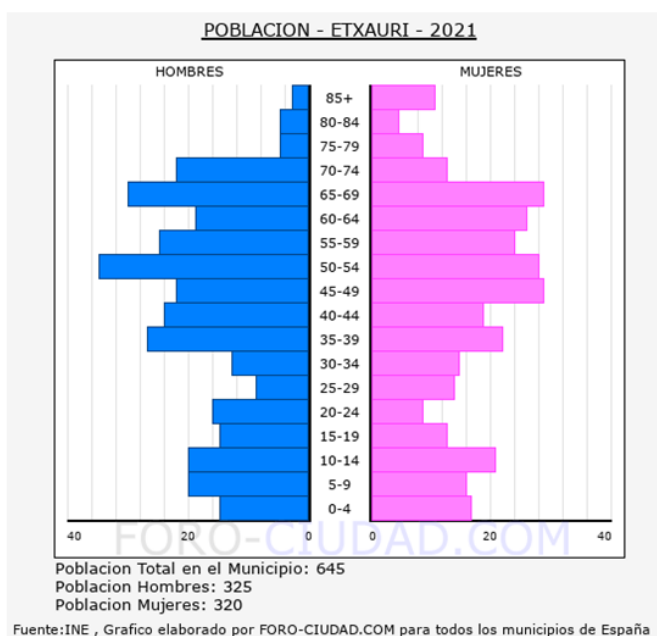 POBLACION - ETXAURI - 2021
HOMBRES
MUJERES
85+
80-84
75-79
70-74
65-69
60-64
55-59
50-54
45-49
40-44
35-39
30-34
25-29
20-24
15-19
10-14
5-9
0-4
40 20 0 0 20 40
FORO-CIUDAD.COM
Poblacion Total en el Municipio: 645
Poblacion Hombres: 325
Poblacion Mujeres: 320
Fuente:INE , Grafico elaborado por FORO-CIUDAD.COM para todos los municipios de España